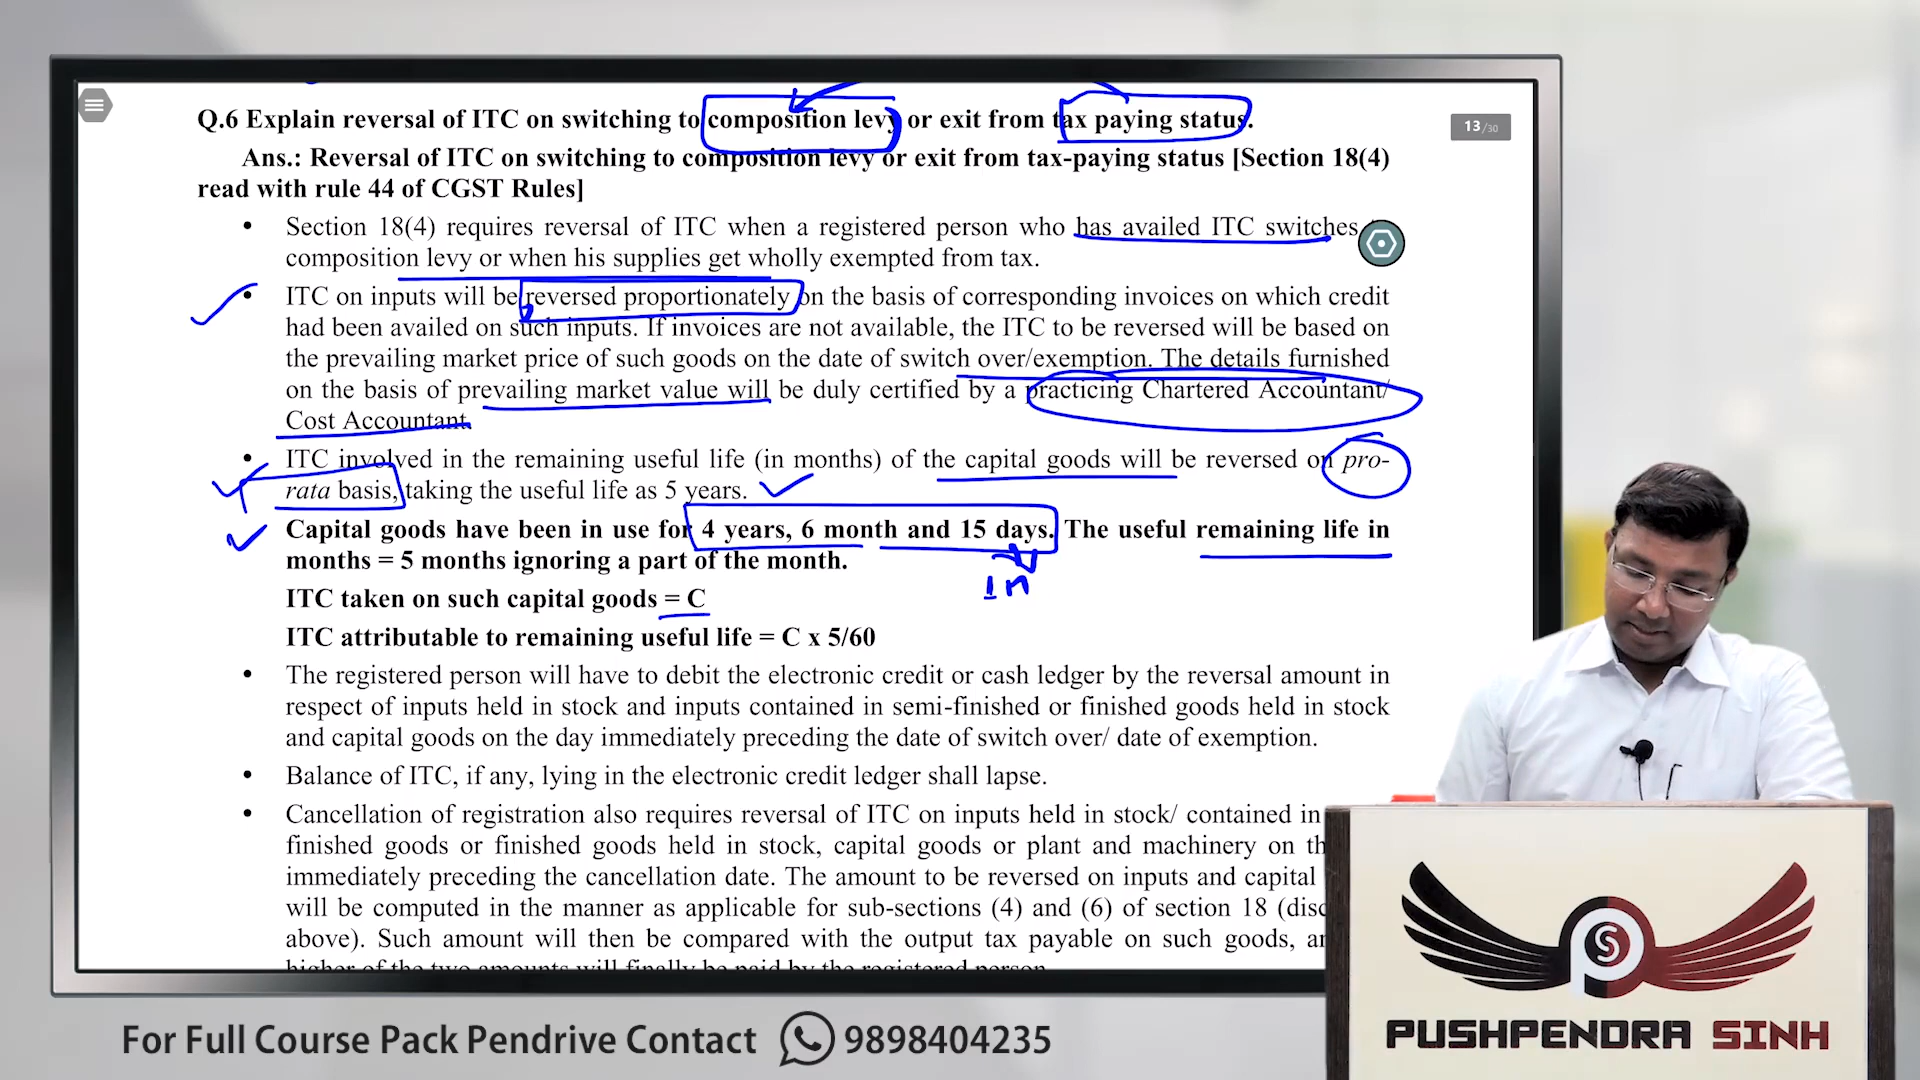 Q.6 Explain reversal of ITC on switching to composition levy or exit from tax paying status.
13/30
Ans.: Reversal of ITC on switching to composition levy or exit from tax-paying status [Section 18(4)
read with rule 44 of CGST Rules]
• Section 18(4) requires reversal of ITC when a registered person who has availed ITC switches
composition levy or when his supplies get wholly exempted from tax.
• ITC on inputs will be reversed proportionately on the basis of corresponding invoices on which credit
had been availed on such inputs. If invoices are not available, the ITC to be reversed will be based on
the prevailing market price of such goods on the date of switch over/exemption. The details furnished
on the basis of prevailing market value will be duly certified by a practicing Chartered Accountant/
Cost Accountant.
• ITC involved in the remaining useful life (in months) of the capital goods will be reversed on pro-
rata basis, taking the useful life as 5 years.
Capital goods have been in use for 4 years, 6 month and 15 days. The useful remaining life in
months = 5 months ignoring a part of the month.
1 M
ITC taken on such capital goods = C
ITC attributable to remaining useful life = C x 5/60
• The registered person will have to debit the electronic credit or cash ledger by the reversal amount in
respect of inputs held in stock and inputs contained in semi-finished or finished goods held in stock
and capital goods on the day immediately preceding the date of switch over/ date of exemption.
• Balance of ITC, if any, lying in the electronic credit ledger shall lapse.
• Cancellation of registration also requires reversal of ITC on inputs held in stock/ contained in
finished goods or finished goods held in stock, capital goods or plant and machinery on th
immediately preceding the cancellation date. The amount to be reversed on inputs and capital
will be computed in the manner as applicable for sub-sections (4) and (6) of section 18 (disc
above). Such amount will then be compared with the output tax payable on such goods, an
higher of the two amounts will finally be paid by the registered person.
PUSHPENDRA SINH
For Full Course Pack Pendrive Contact 9898404235